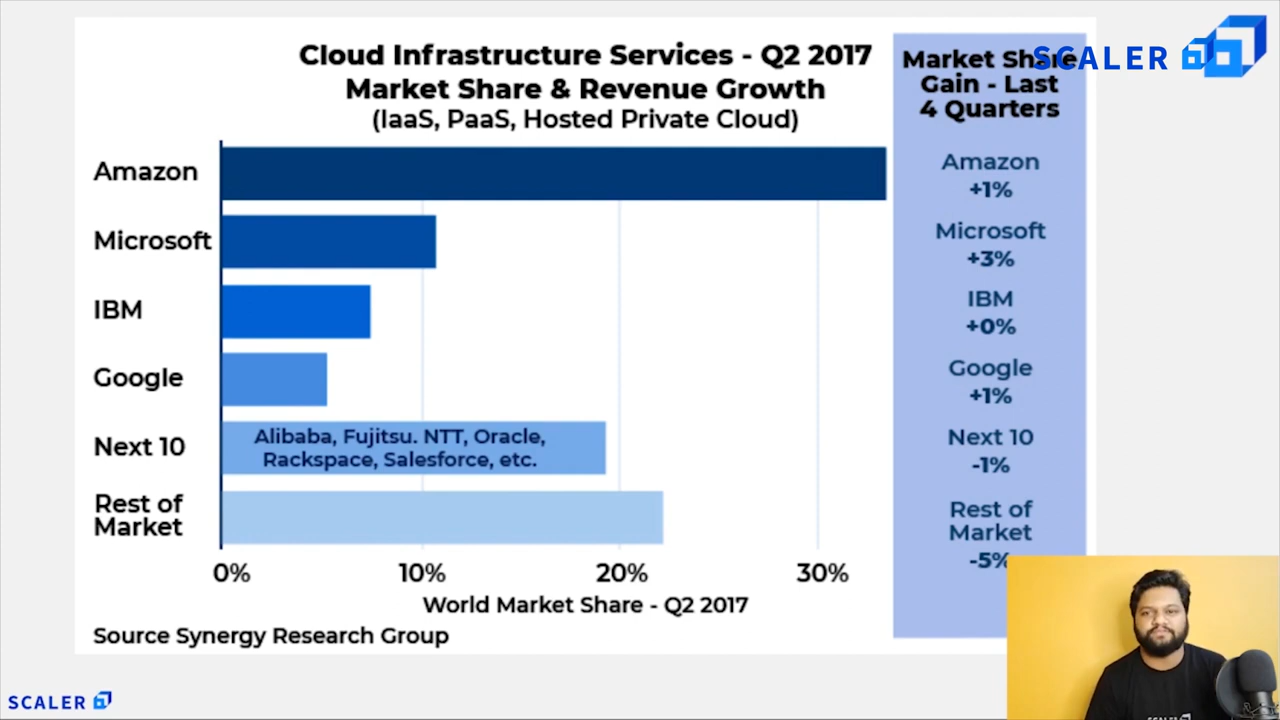 Cloud Infrastructure Services - Q2 2017
Market Share & Revenue Growth
(IaaS, PaaS, Hosted Private Cloud)
Amazon
Microsoft
IBM
Google
Next 10
Alibaba, Fujitsu. NTT, Oracle,
Rackspace, Salesforce, etc.
Rest of
Market
0% 10% 20% 30%
World Market Share - Q2 2017
Source Synergy Research Group
Market Share
Gain - Last
4 Quarters
Amazon
+1%
Microsoft
+3%
IBM
+0%
Google
+1%
Next 10
-1%
Rest of
Market
-5%
SCALER
SCALER